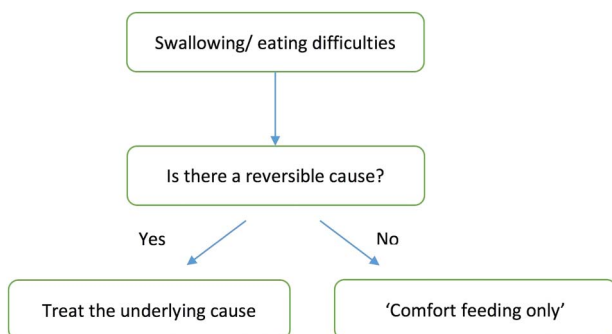 Swallowing/ eating difficulties
Is there a reversible cause?
Yes
No
Treat the underlying cause
‘Comfort feeding only’